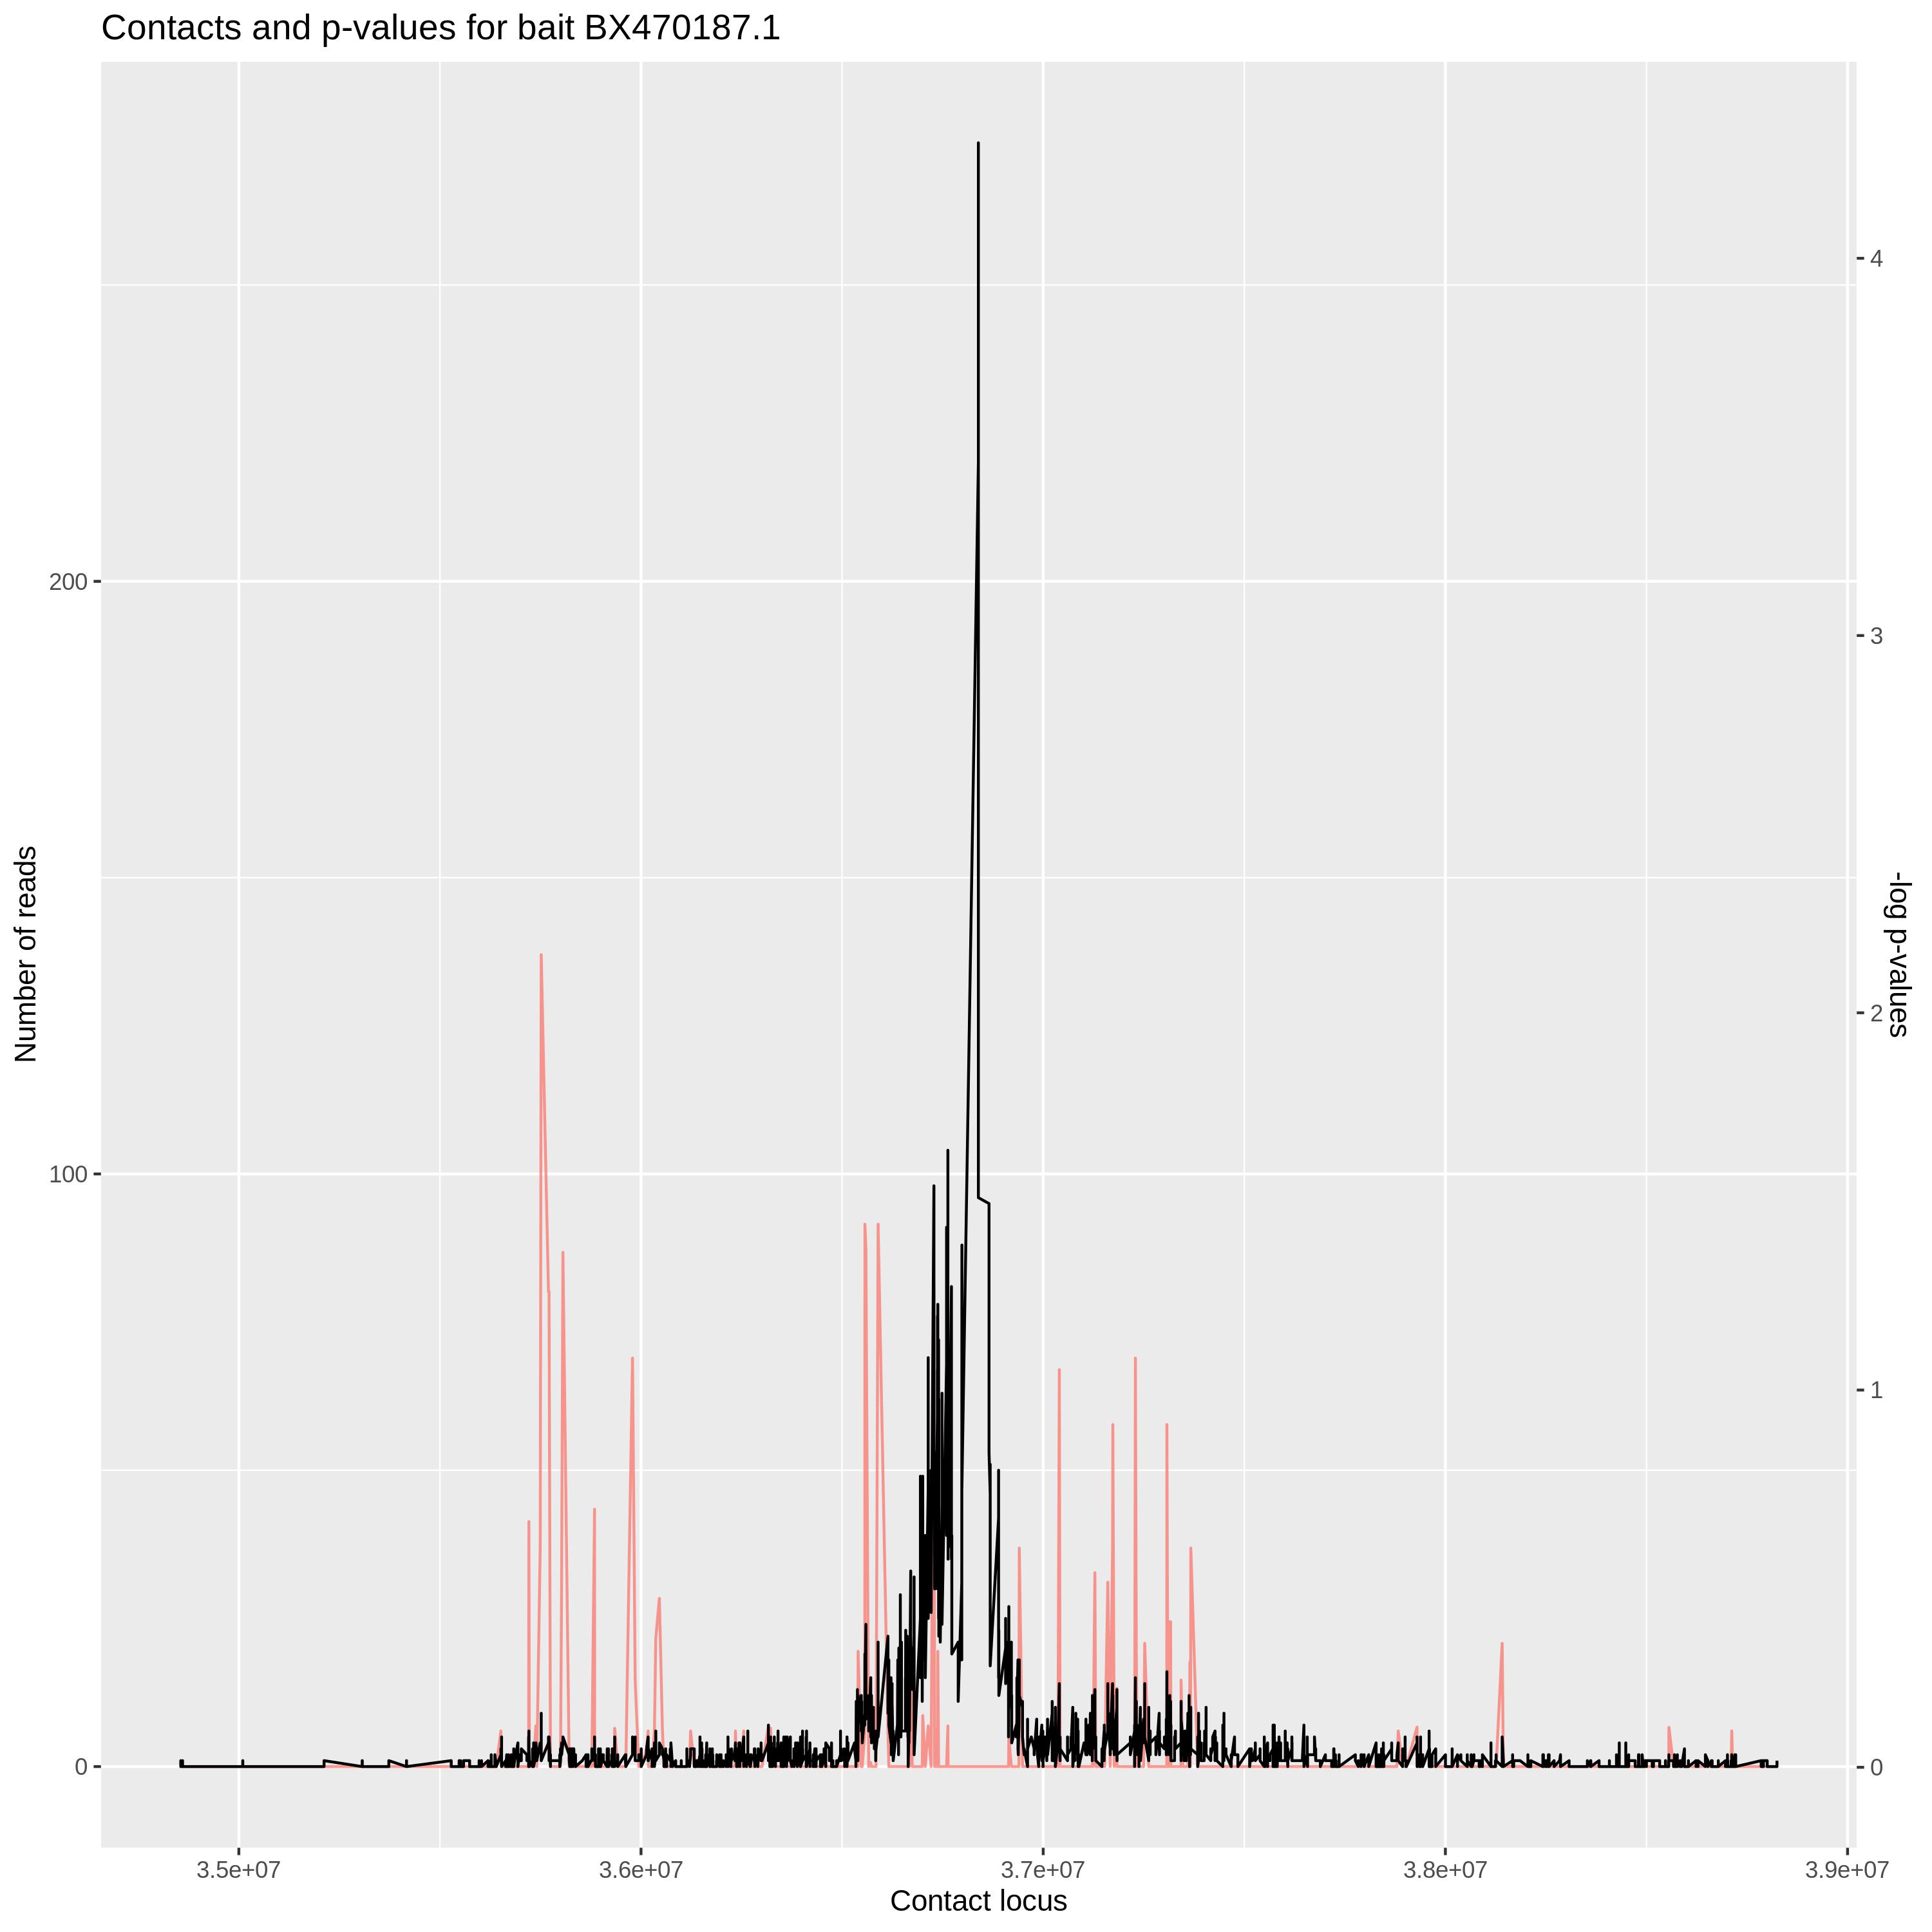 Contacts and p-values for bait BX470187.1
Number of reads
200
100
0
4
3
2
1
0
-log p-values
3.5e+07
3.6e+07
3.7e+07
3.8e+07
3.9e+07
Contact locus